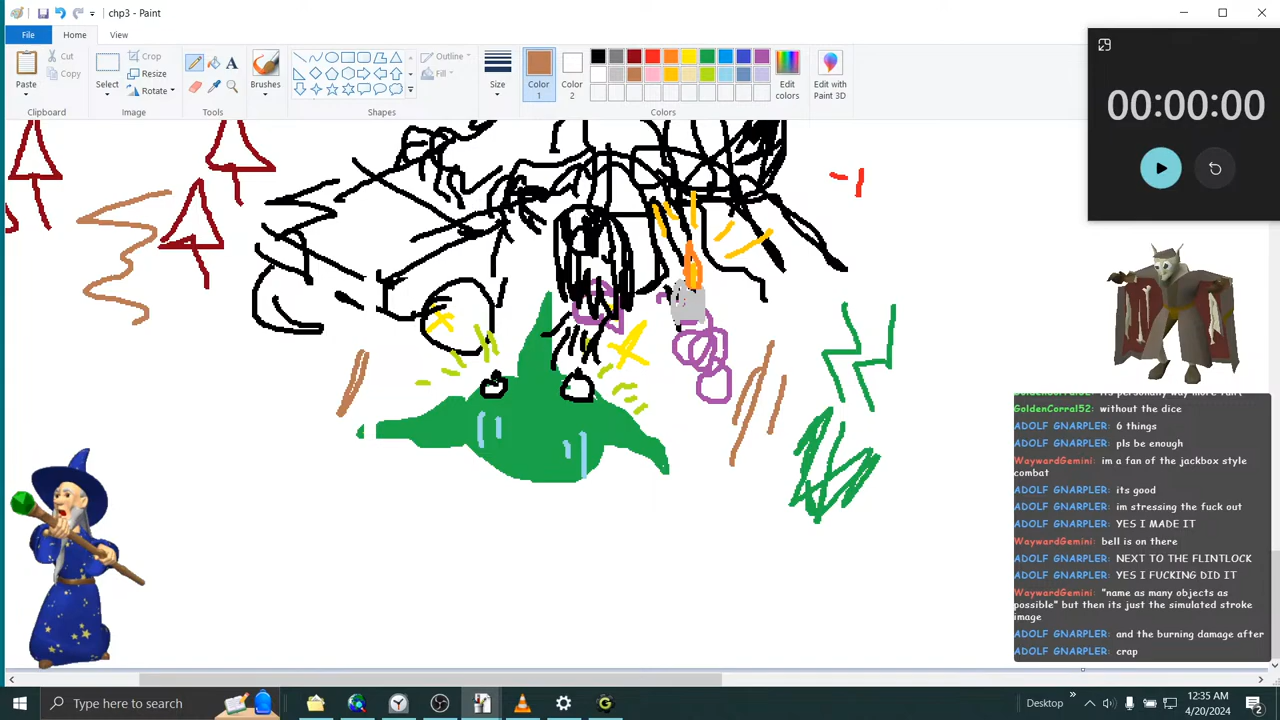 chp3 - Paint
File
Home
View
Paste
Cut
Copy
Select
Crop
Resize
Rotate
A
Brushes
Outline
Fill
Size
Color
1
Color
2
Edit
colors
Edit with
Paint 3D
Clipboard
Image
Tools
Shapes
Colors
00:00:00
GoldenCorral52: without the dice
ADOLF GNARPLER: 6 things
ADOLF GNARPLER: pls be enough
WaywardGemini: im a fan of the jackbox style
combat
ADOLF GNARPLER: its good
ADOLF GNARPLER: im stressing the fuck out
ADOLF GNARPLER: YES I MADE IT
WaywardGemini: bell is on there
ADOLF GNARPLER: NEXT TO THE FLINTLOCK
ADOLF GNARPLER: YES I FUCKING DID IT
WaywardGemini: "name as many objects as
possible" but then its just the simulated stroke
image
ADOLF GNARPLER: and the burning damage after
ADOLF GNARPLER: crap
Type here to search
Desktop
12:35 AM
4/20/2024
2